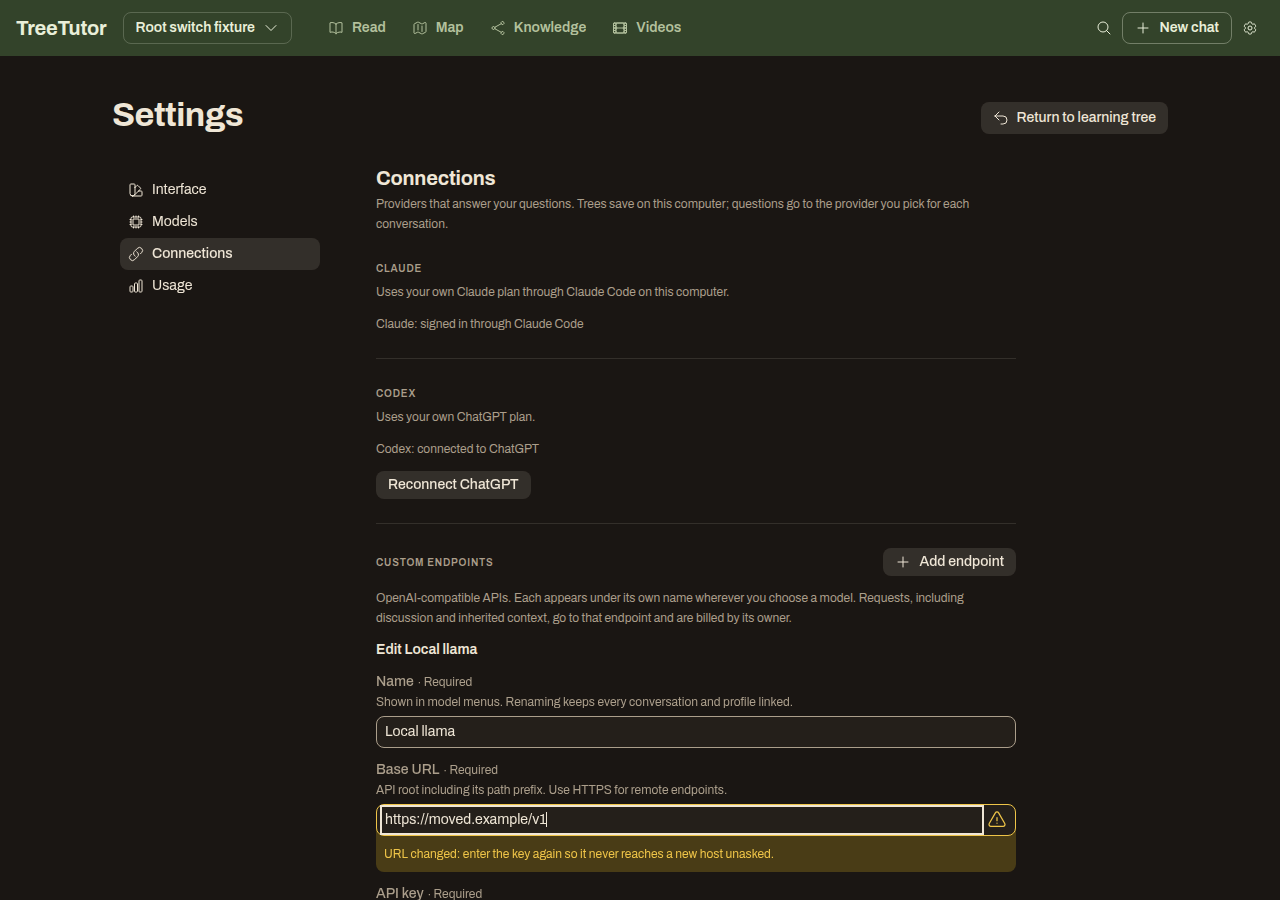 TreeTutor
Root switch fixture
Read
Map
Knowledge
Videos
New chat
Settings
Return to learning tree
Interface
Models
Connections
Usage
Connections
Providers that answer your questions. Trees save on this computer; questions go to the provider you pick for each
conversation.
CLAUDE
Uses your own Claude plan through Claude Code on this computer.
Claude: signed in through Claude Code
CODEX
Uses your own ChatGPT plan.
Codex: connected to ChatGPT
Reconnect ChatGPT
CUSTOM ENDPOINTS
Add endpoint
OpenAI-compatible APIs. Each appears under its own name wherever you choose a model. Requests, including
discussion and inherited context, go to that endpoint and are billed by its owner.
Edit Local llama
Name · Required
Shown in model menus. Renaming keeps every conversation and profile linked.
Local llama
Base URL · Required
API root including its path prefix. Use HTTPS for remote endpoints.
https://moved.example/v1
URL changed: enter the key again so it never reaches a new host unasked.
API key · Required